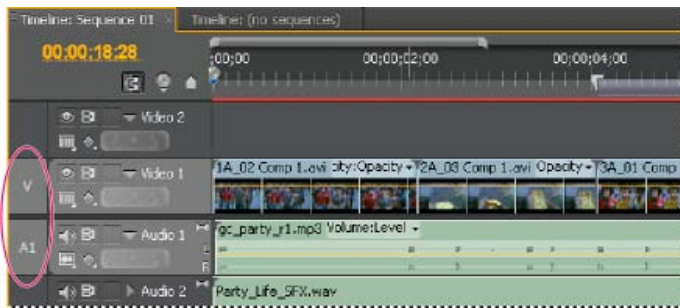 Timeline: Sequence 01 × Timeline: (no sequences)
00;00;18;28
;00;00 00;00;02;00 00;00;04;00
Video 2
V Video 1 1A_02 Comp 1.avi ity:Opacity 2A_03 Comp 1.avi Opacity 3A_01 Comp
A1 Audio 1 gc_party_r1.mp3 Volume:Level
L
R
Audio 2 Party_Life_SFX.wav